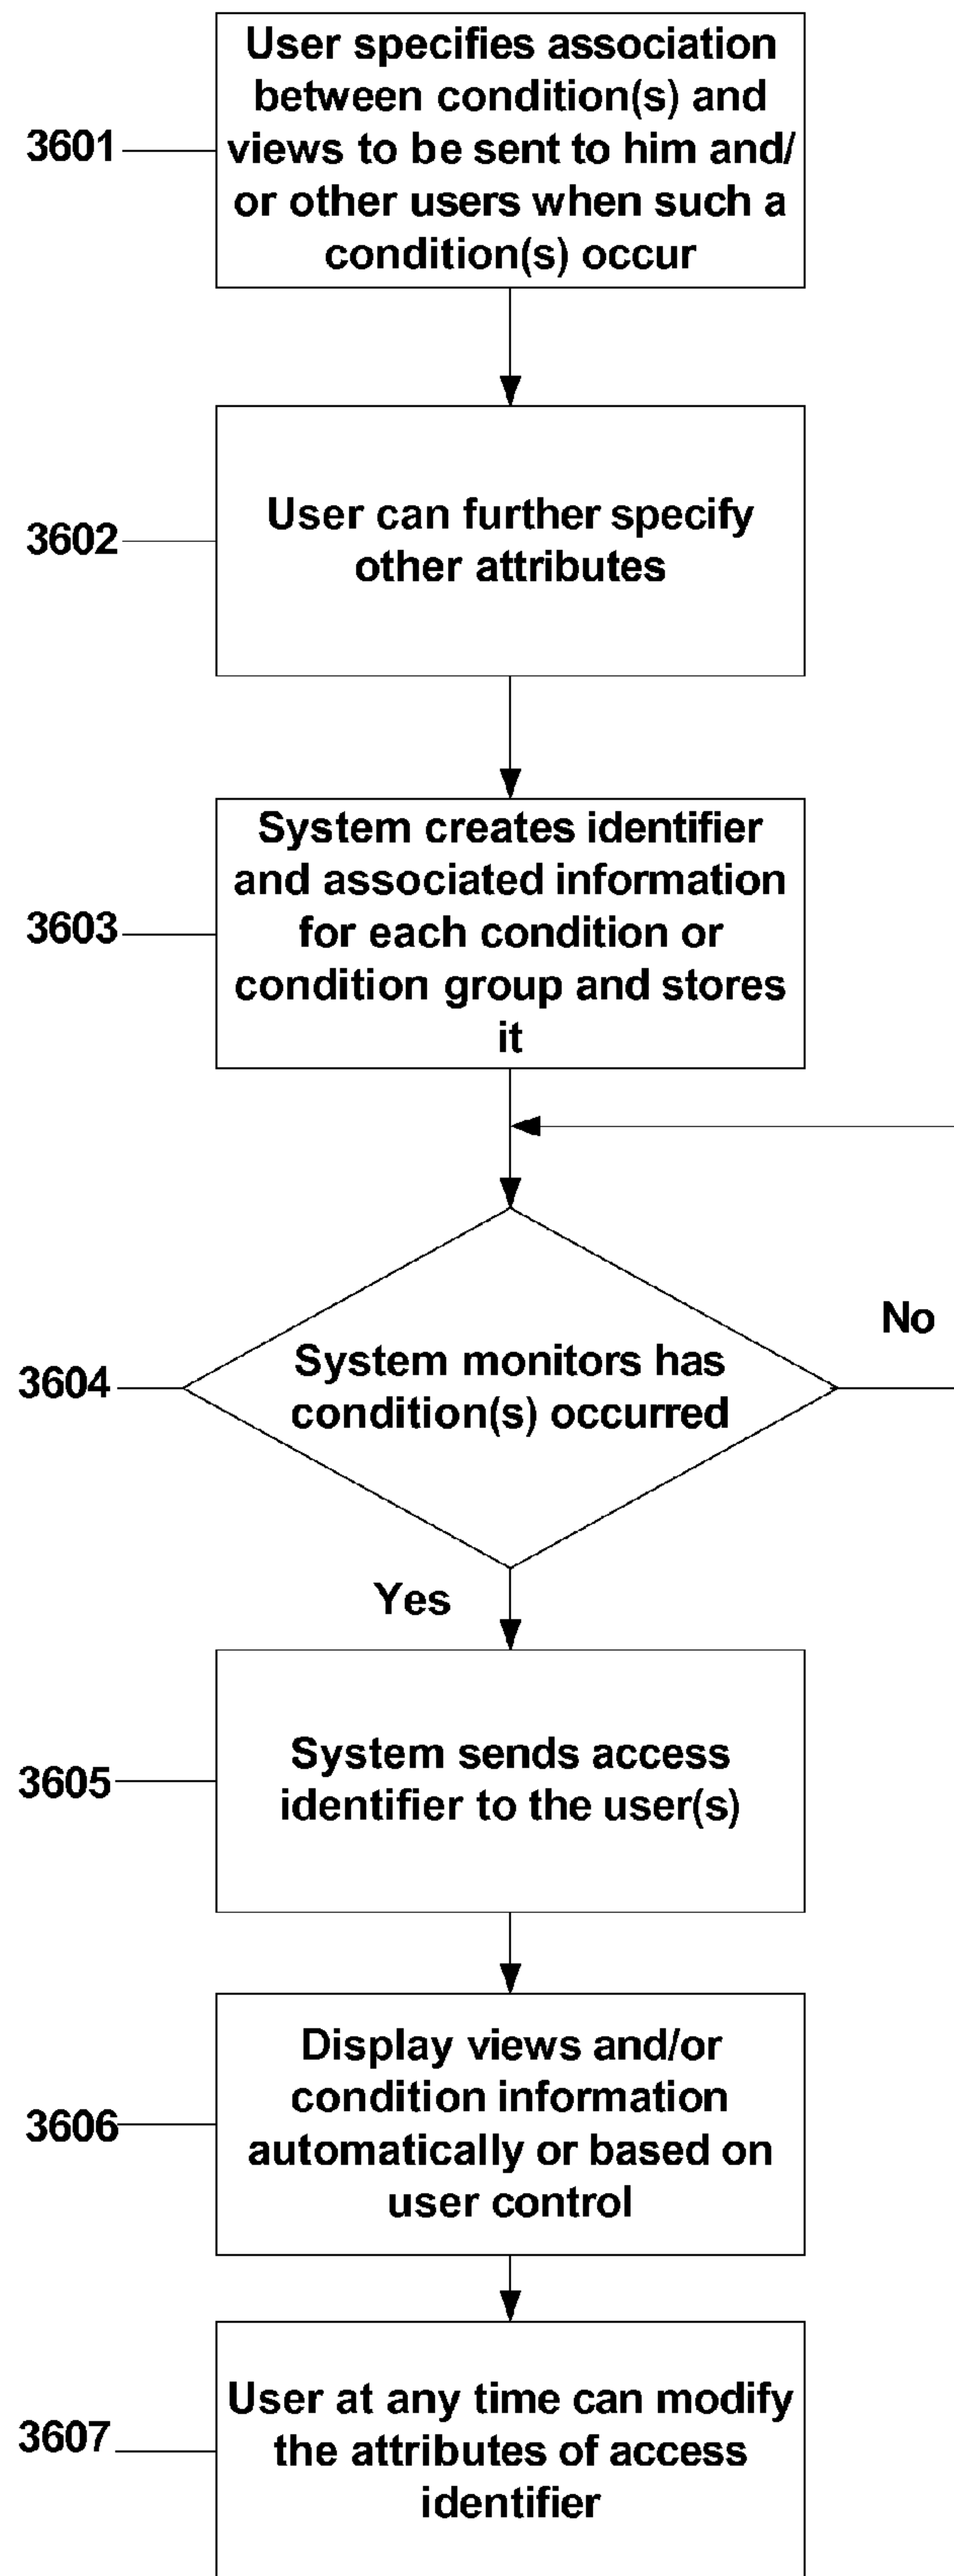 User specifies association
between condition(s) and
3601
views to be sent to him and/
or other users when such a
condition(s) occur
3602
User can further specify
other attributes
System creates identifier
and associated information
3603
for each condition or
condition group and stores
it
No
3604
System monitors has
condition(s) occurred
Yes
3605
System sends access
identifier to the user(s)
Display views and/or
condition information
3606
automatically or based on
user control
User at any time can modify
3607
the attributes of access
identifier